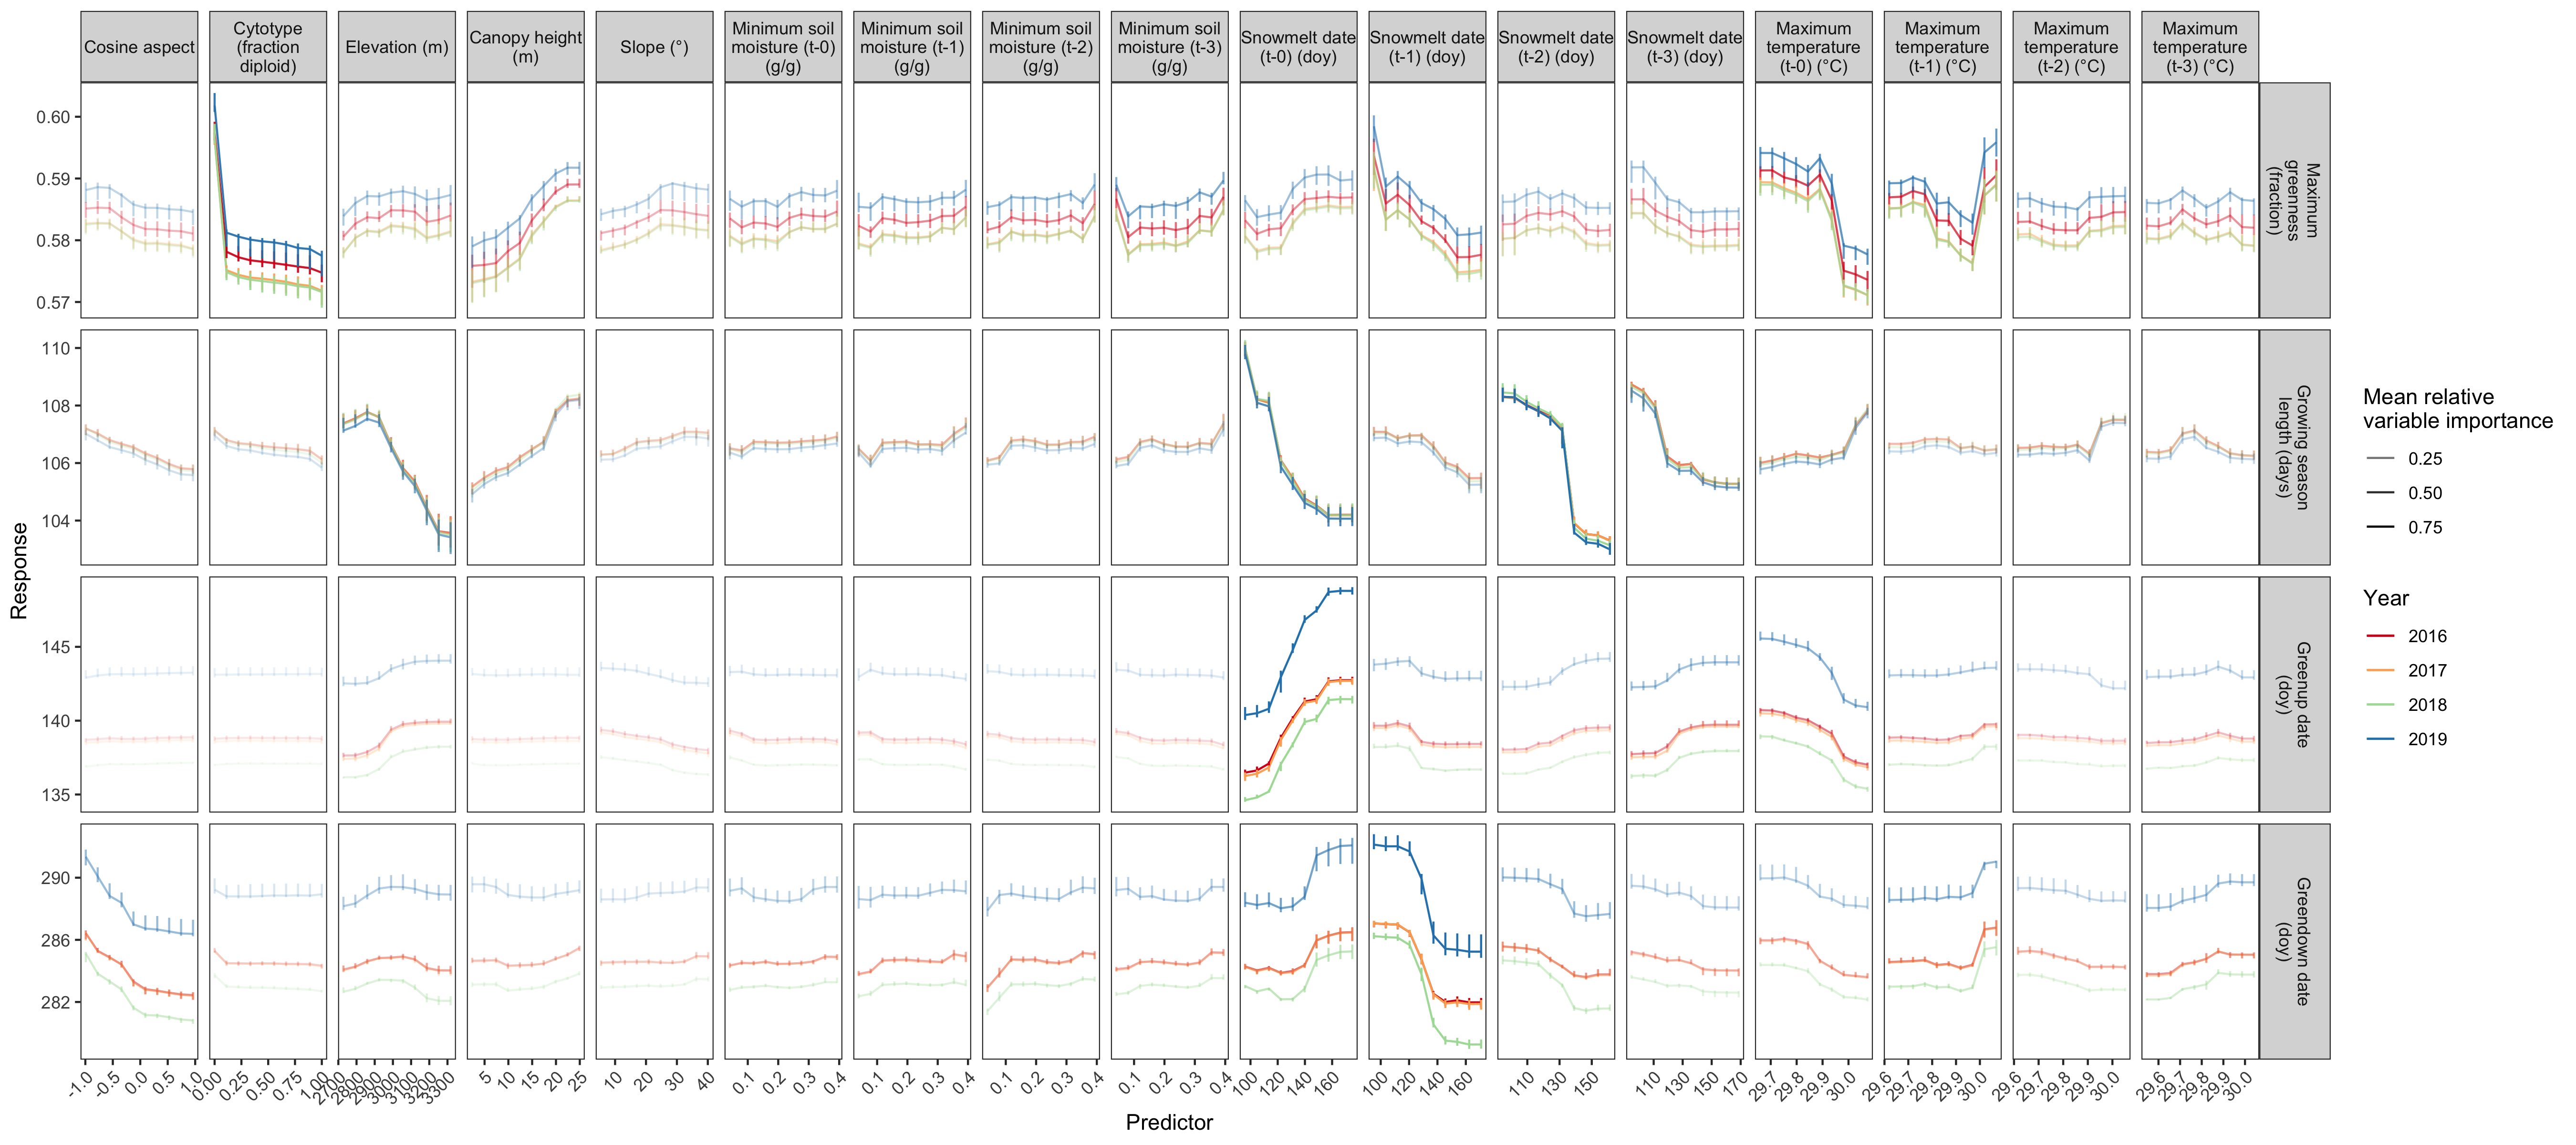 Cosine aspect
Cytotype
(fraction
diploid)
Elevation (m)
Canopy height
(m)
Slope (°)
Minimum soil
moisture (t-0)
(g/g)
Minimum soil
moisture (t-1)
(g/g)
Minimum soil
moisture (t-2)
(g/g)
Minimum soil
moisture (t-3)
(g/g)
Snowmelt date
(t-0) (doy)
Snowmelt date
(t-1) (doy)
Snowmelt date
(t-2) (doy)
Snowmelt date
(t-3) (doy)
Maximum
temperature
(t-0) (°C)
Maximum
temperature
(t-1) (°C)
Maximum
temperature
(t-2) (°C)
Maximum
temperature
(t-3) (°C)
0.60
0.59
0.58
0.57
Maximum
greenness
(fraction)
110
108
106
104
Growing season
length (days)
145
140
135
Greenup date
(doy)
290
286
282
Greendown date
(doy)
Response
-1.0 -0.5 0.0 0.5 1.0
0.00 0.25 0.50 0.75 1.00
2700 2800 2900 3000 3100 3200 3300
5 10 15 20 25
10 20 30 40
0.1 0.2 0.3 0.4
0.1 0.2 0.3 0.4
0.1 0.2 0.3 0.4
0.1 0.2 0.3 0.4
100 120 140 160
100 120 140 160
110 130 150
110 130 150 170
29.7 29.8 29.9 30.0
29.6 29.7 29.8 29.9 30.0
29.6 29.7 29.8 29.9 30.0
29.6 29.7 29.8 29.9 30.0
Predictor
Mean relative
variable importance
0.25
0.50
0.75
Year
2016
2017
2018
2019